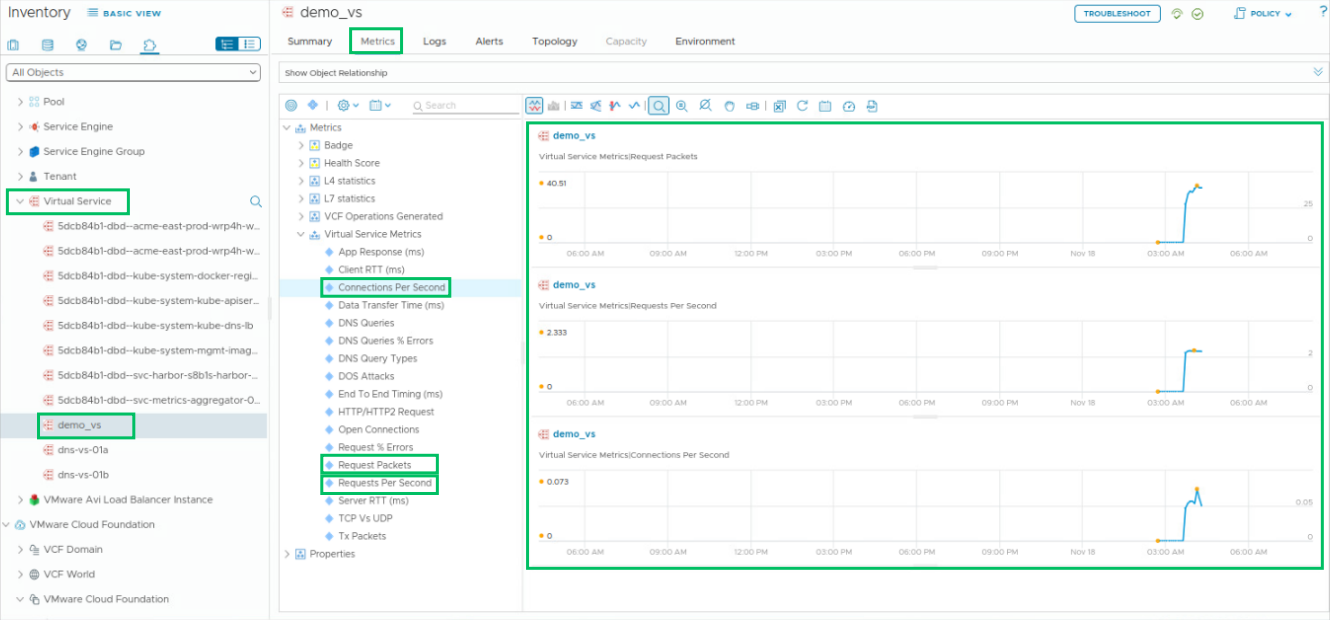 Inventory
BASIC VIEW
All Objects
Pool
Service Engine
Service Engine Group
Tenant
Virtual Service
5dcb84b1-dbd--acme-east-prod-wrp4h-w...
5dcb84b1-dbd--acme-east-prod-wrp4h-w...
5dcb84b1-dbd--kube-system-docker-regi...
5dcb84b1-dbd--kube-system-kube-apiser...
5dcb84b1-dbd--kube-system-kube-dns-lb
5dcb84b1-dbd--kube-system-mgmt-imag...
5dcb84b1-dbd--svc-harbor-s8b1s-harbor-...
5dcb84b1-dbd--svc-metrics-aggregator-0...
demo_vs
dns-vs-01a
dns-vs-01b
VMware Avi Load Balancer Instance
VMware Cloud Foundation
VCF Domain
VCF World
VMware Cloud Foundation
demo_vs
TROUBLESHOOT
POLICY
?
Summary Metrics Logs Alerts Topology Capacity Environment
Show Object Relationship
Search
Metrics
Badge
Health Score
L4 statistics
L7 statistics
VCF Operations Generated
Virtual Service Metrics
App Response (ms)
Client RTT (ms)
Connections Per Second
Data Transfer Time (ms)
DNS Queries
DNS Queries % Errors
DNS Query Types
DOS Attacks
End To End Timing (ms)
HTTP/HTTP2 Request
Open Connections
Request % Errors
Request Packets
Requests Per Second
Server RTT (ms)
TCP Vs UDP
Tx Packets
Properties
demo_vs
Virtual Service Metrics|Request Packets
40.51
25
0
0
06:00 AM 09:00 AM 12:00 PM 03:00 PM 06:00 PM 09:00 PM Nov 18 03:00 AM 06:00 AM
demo_vs
Virtual Service Metrics|Requests Per Second
2.333
2
0
0
06:00 AM 09:00 AM 12:00 PM 03:00 PM 06:00 PM 09:00 PM Nov 18 03:00 AM 06:00 AM
demo_vs
Virtual Service Metrics|Connections Per Second
0.073
0.05
0
0
06:00 AM 09:00 AM 12:00 PM 03:00 PM 06:00 PM 09:00 PM Nov 18 03:00 AM 06:00 AM